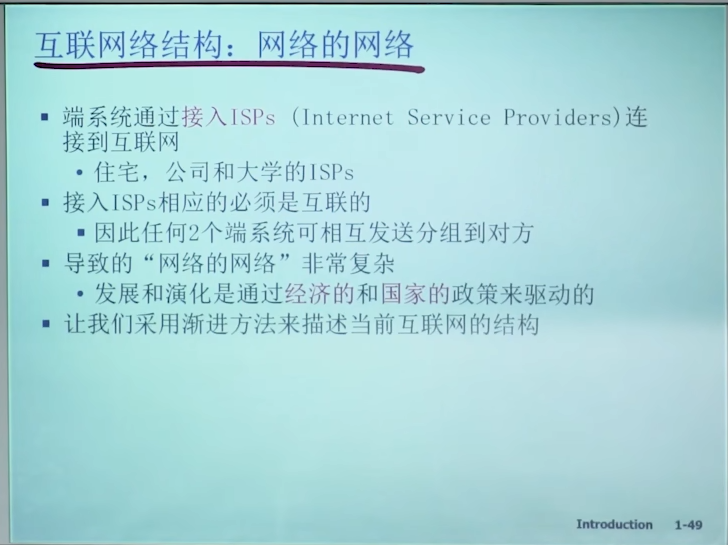 互联网络结构：网络的网络
▪ 端系统通过接入ISPs (Internet Service Providers)连
接到互联网
• 住宅，公司和大学的ISPs
▪ 接入ISPs相应的必须是互联的
▪ 因此任何2个端系统可相互发送分组到对方
▪ 导致的“网络的网络”非常复杂
• 发展和演化是通过经济的和国家的政策来驱动的
▪ 让我们采用渐进方法来描述当前互联网的结构
Introduction 1-49